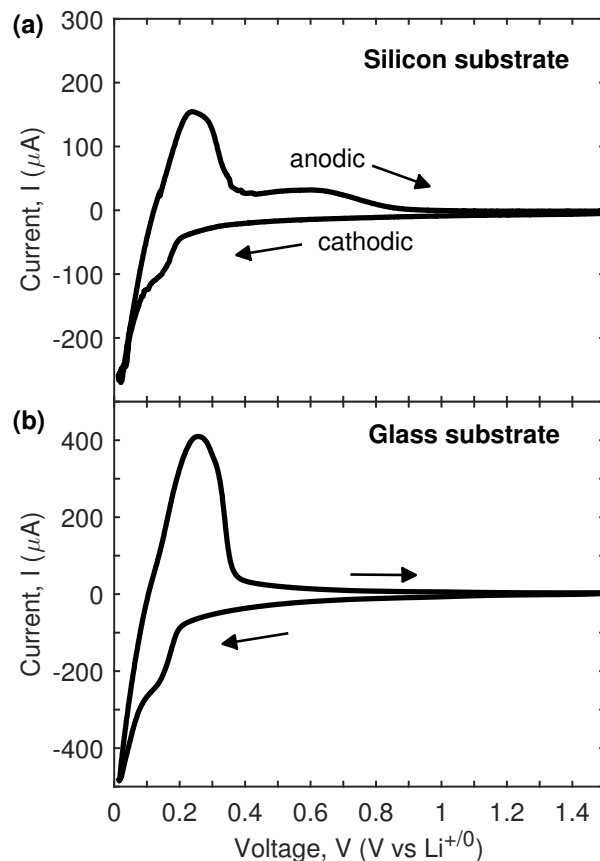 (a)
Silicon substrate
300
200
100
0
-100
-200
Current, I (μA)
anodic
cathodic
(b)
Glass substrate
400
200
0
-200
-400
Current, I (μA)
0 0.2 0.4 0.6 0.8 1.0 1.2 1.4
Voltage, V (V vs Li⁺/⁰)